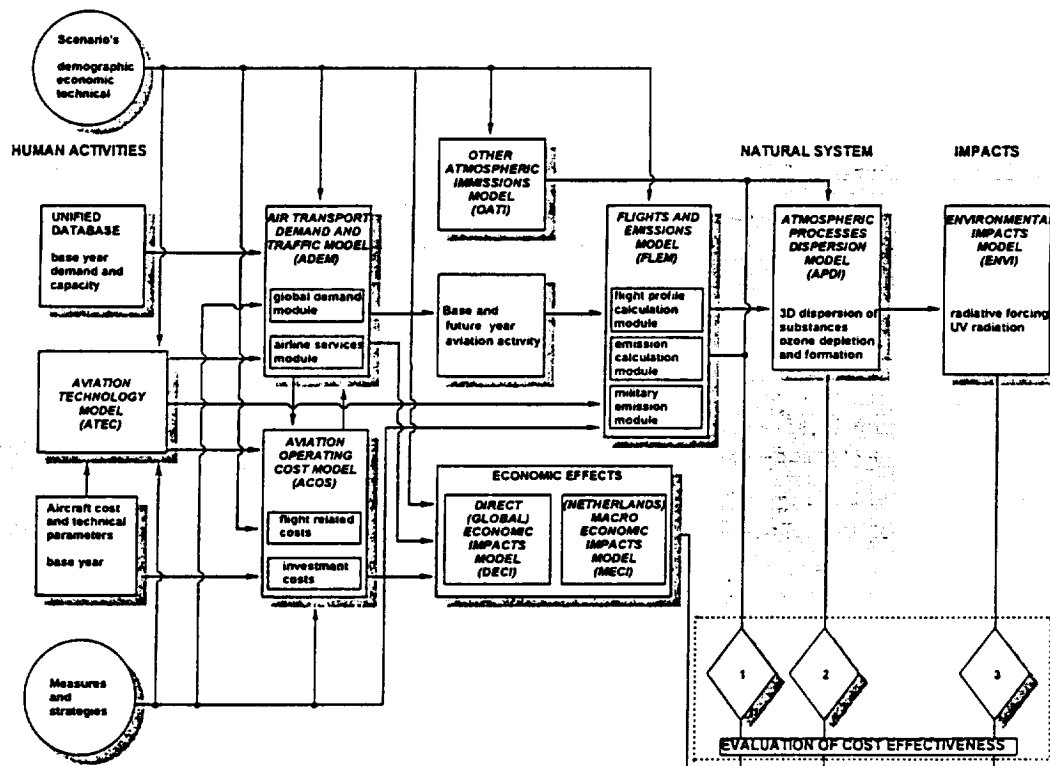 Scenario's
demographic
economic
technical
HUMAN ACTIVITIES
NATURAL SYSTEM
IMPACTS
UNIFIED
DATABASE
base year
demand and
capacity
AIR TRANSPORT
DEMAND AND
TRAFFIC MODEL
(ADEM)
global demand
module
airline services
module
OTHER
ATMOSPHERIC
IMMISSIONS
MODEL
(OATI)
Base and
future year
aviation activity
FLIGHTS AND
EMISSIONS MODEL
(FLEM)
flight profile
calculation
module
emission
calculation
module
military
emission
module
ATMOSPHERIC
PROCESSES
DISPERSION
MODEL
(APDI)
3D dispersion of
substances
ozone depletion
and formation
ENVIRONMENTAL
IMPACTS
MODEL
(ENVI)
radiative forcing
UV radiation
AVIATION
TECHNOLOGY
MODEL
(ATEC)
AVIATION
OPERATING
COST MODEL
(ACOS)
flight related
costs
investment
costs
Aircraft cost
and technical
parameters
base year
ECONOMIC EFFECTS
DIRECT
(GLOBAL)
ECONOMIC
IMPACTS
MODEL
(DECI)
(NETHERLANDS)
MACRO
ECONOMIC
IMPACTS
MODEL
(MECI)
Measures
and
strategies
1
2
3
EVALUATION OF COST EFFECTIVENESS